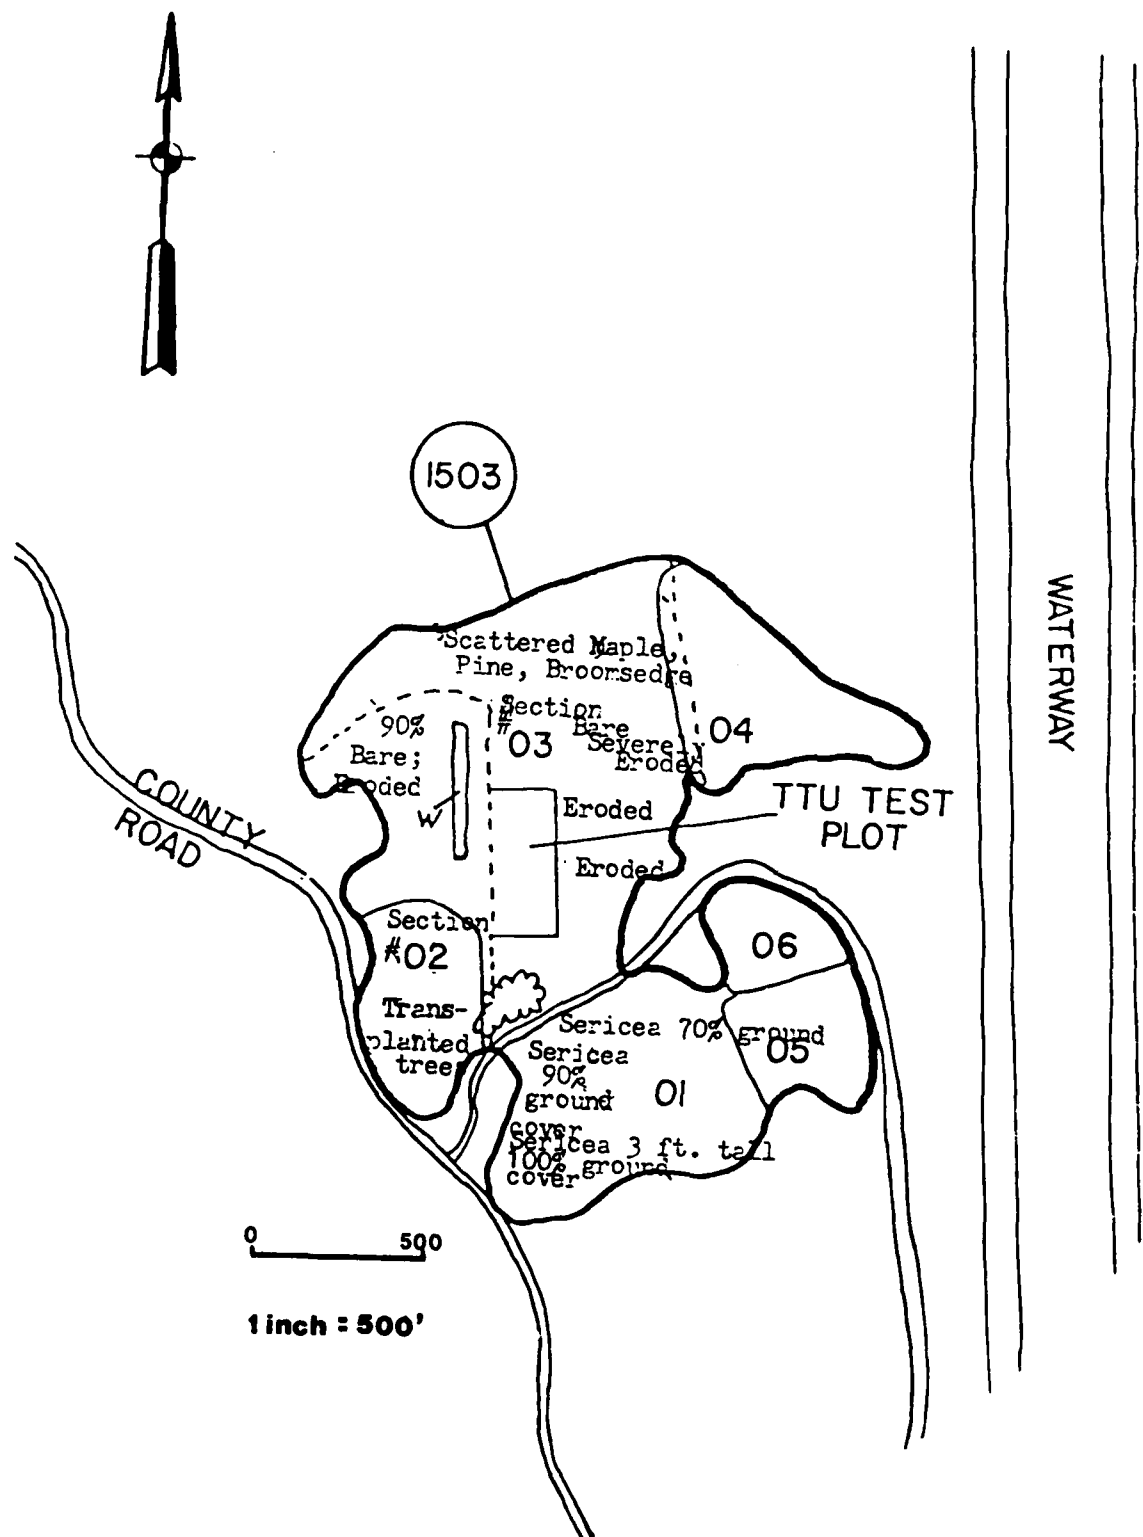 1503
Scattered Maple,
Pine, Broomsedge
Section
#03
Bare
Severely
Eroded
04
90%
Bare;
Eroded
W
Eroded
Eroded
TTU TEST
PLOT
WATERWAY
COUNTY
ROAD
Section
#02
Trans-
planted
trees
06
05
Sericea 70% ground
Sericea
90%
ground
cover
01
Sericea 3 ft. tall
100% ground
cover
0 500
1 inch = 500'